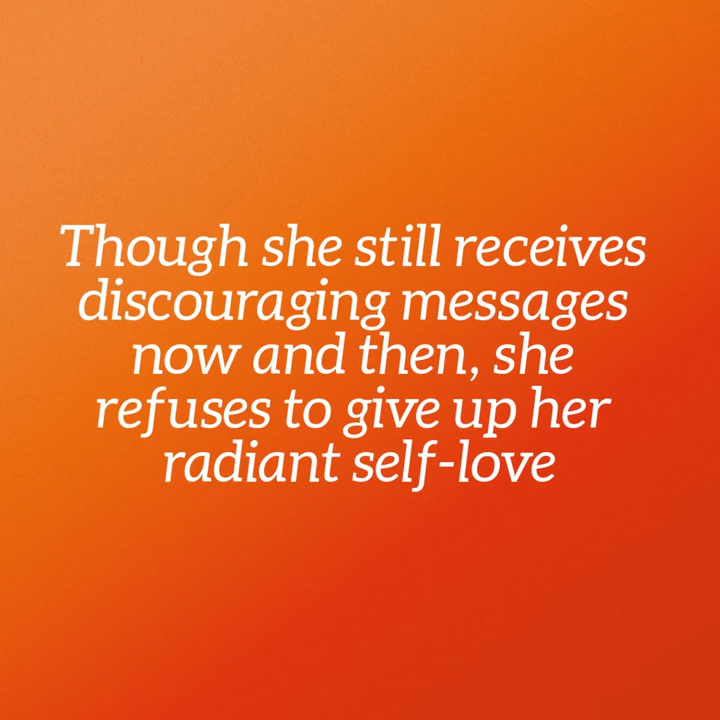 Though she still receives
discouraging messages
now and then, she
refuses to give up her
radiant self-love